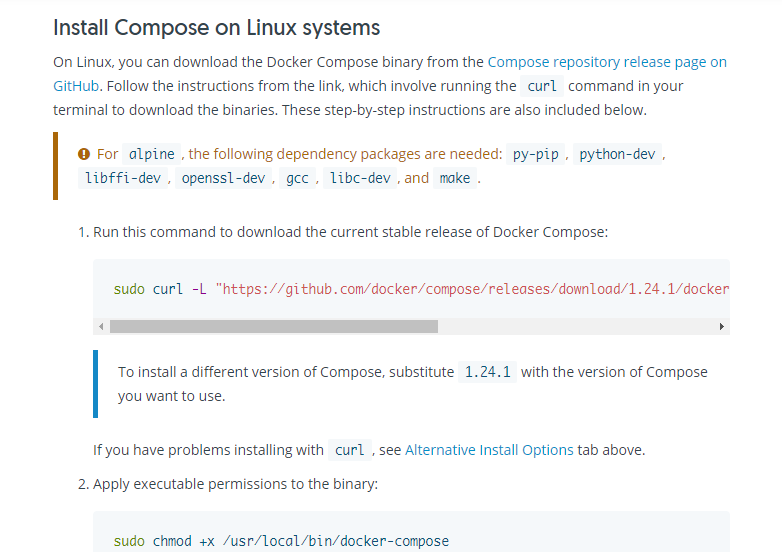 Install Compose on Linux systems
On Linux, you can download the Docker Compose binary from the Compose repository release page on
GitHub. Follow the instructions from the link, which involve running the curl command in your
terminal to download the binaries. These step-by-step instructions are also included below.
For alpine , the following dependency packages are needed: py-pip , python-dev ,
libffi-dev , openssl-dev , gcc , libc-dev , and make .
1. Run this command to download the current stable release of Docker Compose:
sudo curl -L "https://github.com/docker/compose/releases/download/1.24.1/docker
To install a different version of Compose, substitute 1.24.1 with the version of Compose
you want to use.
If you have problems installing with curl , see Alternative Install Options tab above.
2. Apply executable permissions to the binary:
sudo chmod +x /usr/local/bin/docker-compose